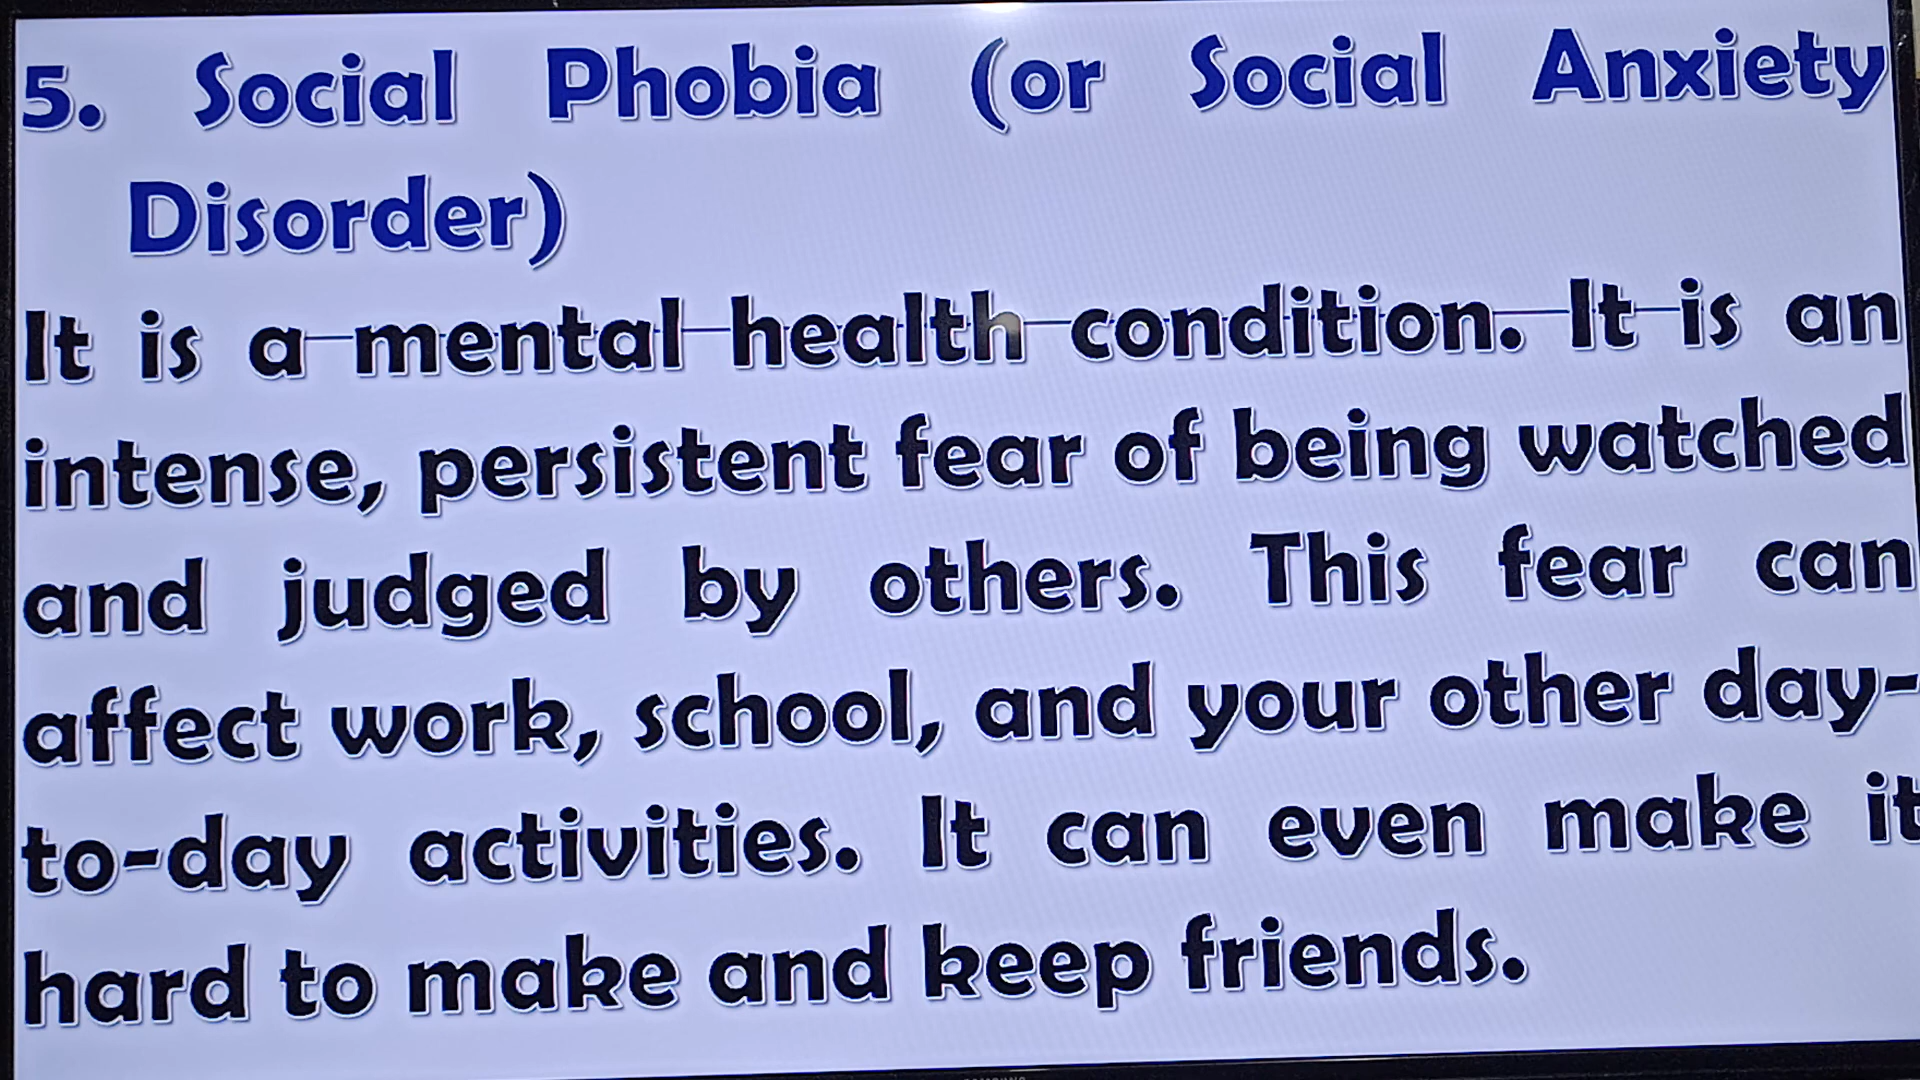 5. Social Phobia (or Social Anxiety
Disorder)
It is a mental health condition. It is an
intense, persistent fear of being watched
and judged by others. This fear can
affect work, school, and your other day-
to-day activities. It can even make it
hard to make and keep friends.